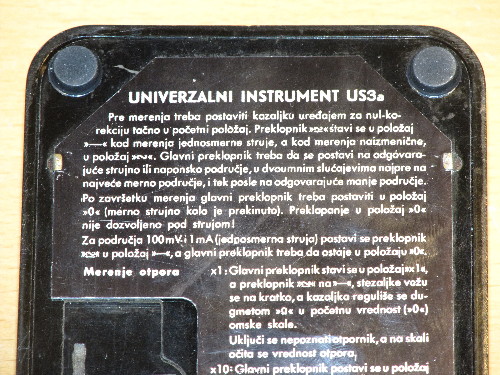 UNIVERZALNI INSTRUMENT US3a
Pre merenja treba postaviti kazaljku uređajem za nul-ko-
rekciju tačno u početni položaj. Preklopnik »≂« stavi se u položaj
»—« kod merenja jednosmerne struje, a kod merenja naizmenične,
u položaj »~«. Glavni preklopnik treba da se postavi na odgovara-
juće strujno ili naponsko područje, u dvoumnim slučajevima najpre na
najveće merno područje, i tek posle na odgovarajuće manje područje.
Po završetku merenja glavni preklopnik treba postaviti u položaj
»0« (merno strujno kolo je prekinuto). Preklapanje u položaj »0«
nije dozvoljeno pod strujom!
Za područja 100mV i 1mA (jednosmerna struja) postavi se preklopnik
»≂« u položaj »—«, a glavni preklopnik treba da ostaje u položaju »0«.
Merenje otpora
x1: Glavni preklopnik stavi se u položaj »x1«,
a preklopnik »≂« na »—«, stezaljke vežu
se na kratko, a kazaljka reguliše se du-
gmetom »Ω« u početnu vrednost (»0«)
omske skale.
Uključi se nepoznati otpornik, a na skali
očita se vrednost otpora,
x10: Glavni preklopnik stavi se u položaj